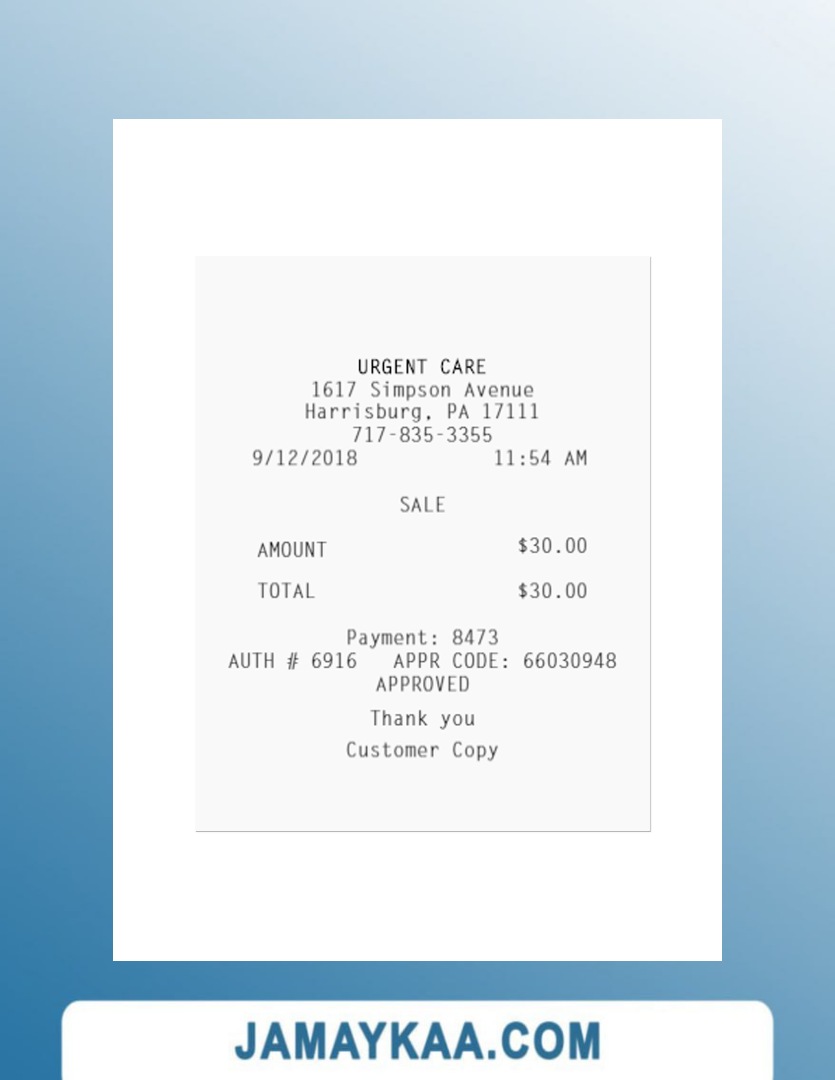 URGENT CARE
1617 Simpson Avenue
Harrisburg, PA 17111
717-835-3355
9/12/2018 11:54 AM
SALE
AMOUNT $30.00
TOTAL $30.00
Payment: 8473
AUTH # 6916 APPR CODE: 66030948
APPROVED
Thank you
Customer Copy
JAMAYKAA.COM